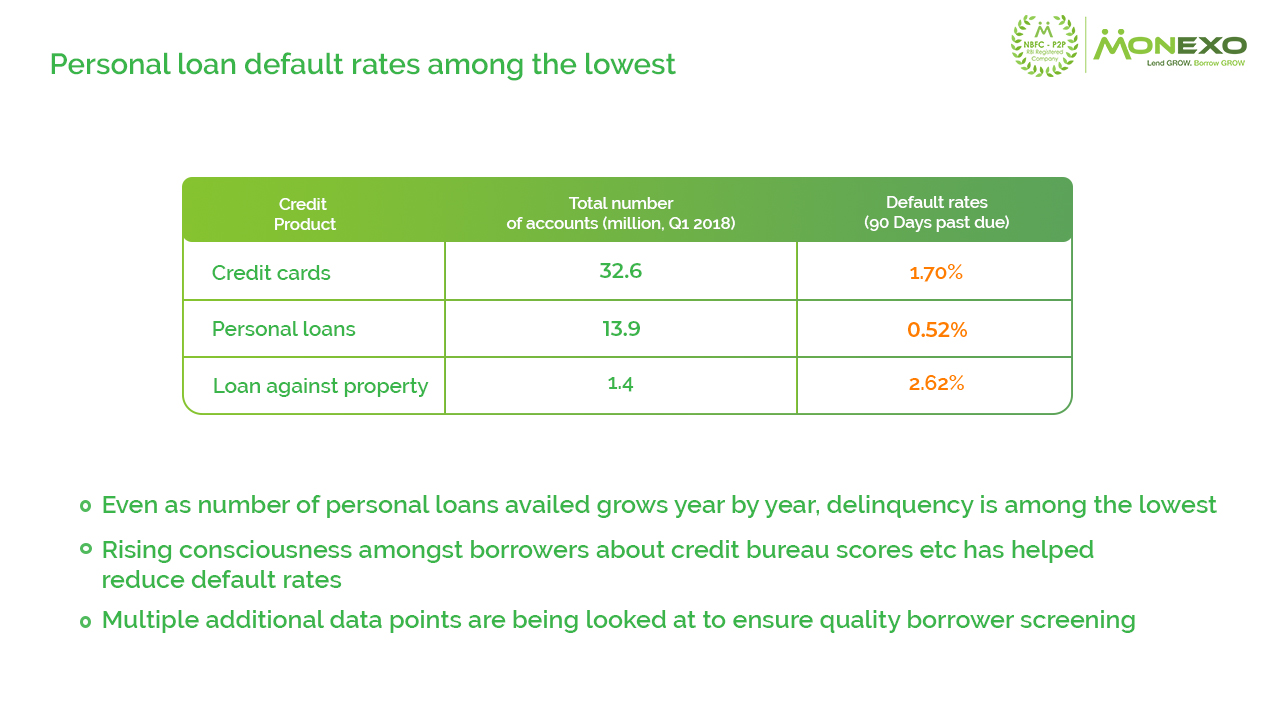 Personal loan default rates among the lowest
NBFC - P2P
RBI Registered
Company
MONEXO
Lend GROW. Borrow GROW
Credit
Product
Total number
of accounts (million, Q1 2018)
Default rates
(90 Days past due)
Credit cards
32.6
1.70%
Personal loans
13.9
0.52%
Loan against property
1.4
2.62%
Even as number of personal loans availed grows year by year, delinquency is among the lowest
Rising consciousness amongst borrowers about credit bureau scores etc has helped
reduce default rates
Multiple additional data points are being looked at to ensure quality borrower screening